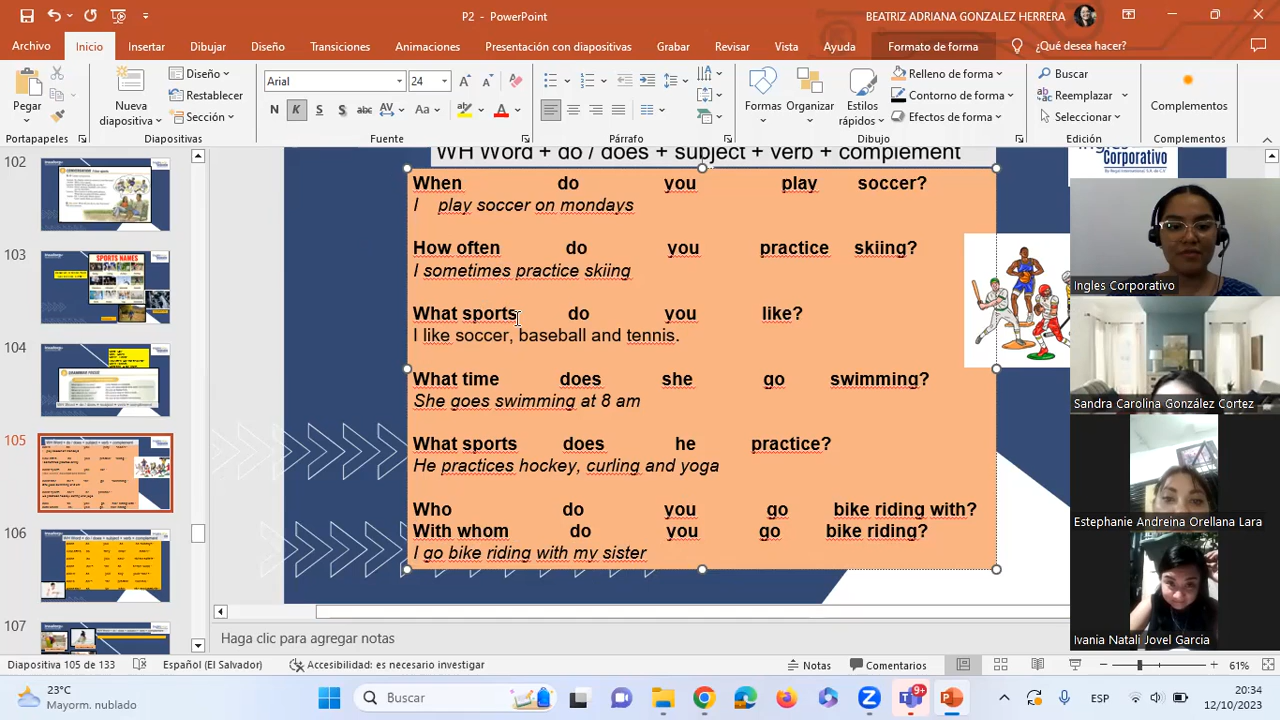 P2 - PowerPoint
BEATRIZ ADRIANA GONZALEZ HERRERA
Archivo Inicio Insertar Dibujar Diseño Transiciones Animaciones Presentación con diapositivas Grabar Revisar Vista Ayuda Formato de forma ¿Qué desea hacer?
Pegar
Nueva diapositiva
Diseño
Restablecer
Sección
Arial 24
N K S S abc AV Aa A
Formas
Organizar
Estilos rápidos
Relleno de forma
Contorno de forma
Efectos de forma
Buscar
Reemplazar
Seleccionar
Complementos
Portapapeles Diapositivas Fuente Párrafo Dibujo Edición Complementos
102
103
SPORTS NAMES
104
105
106
107
WH Word + do / does + subject + verb + complement
When do you play soccer?
I play soccer on mondays
How often do you practice skiing?
I sometimes practice skiing
What sports do you like?
I like soccer, baseball and tennis.
What time does she go swimming?
She goes swimming at 8 am
What sports does he practice?
He practices hockey, curling and yoga
Who do you go bike riding with?
With whom do you go bike riding?
I go bike riding with my sister
Corporativo
Ingles Corporativo
Sandra Carolina González Cortez
Estephanie Andreina Orellana Lara
Ivania Natali Jovel Garcia
Haga clic para agregar notas
Diapositiva 105 de 133 Español (El Salvador) Accesibilidad: es necesario investigar Notas Comentarios 61%
23°C
Mayorm. nublado
Buscar
9+
ESP
20:34
12/10/2023